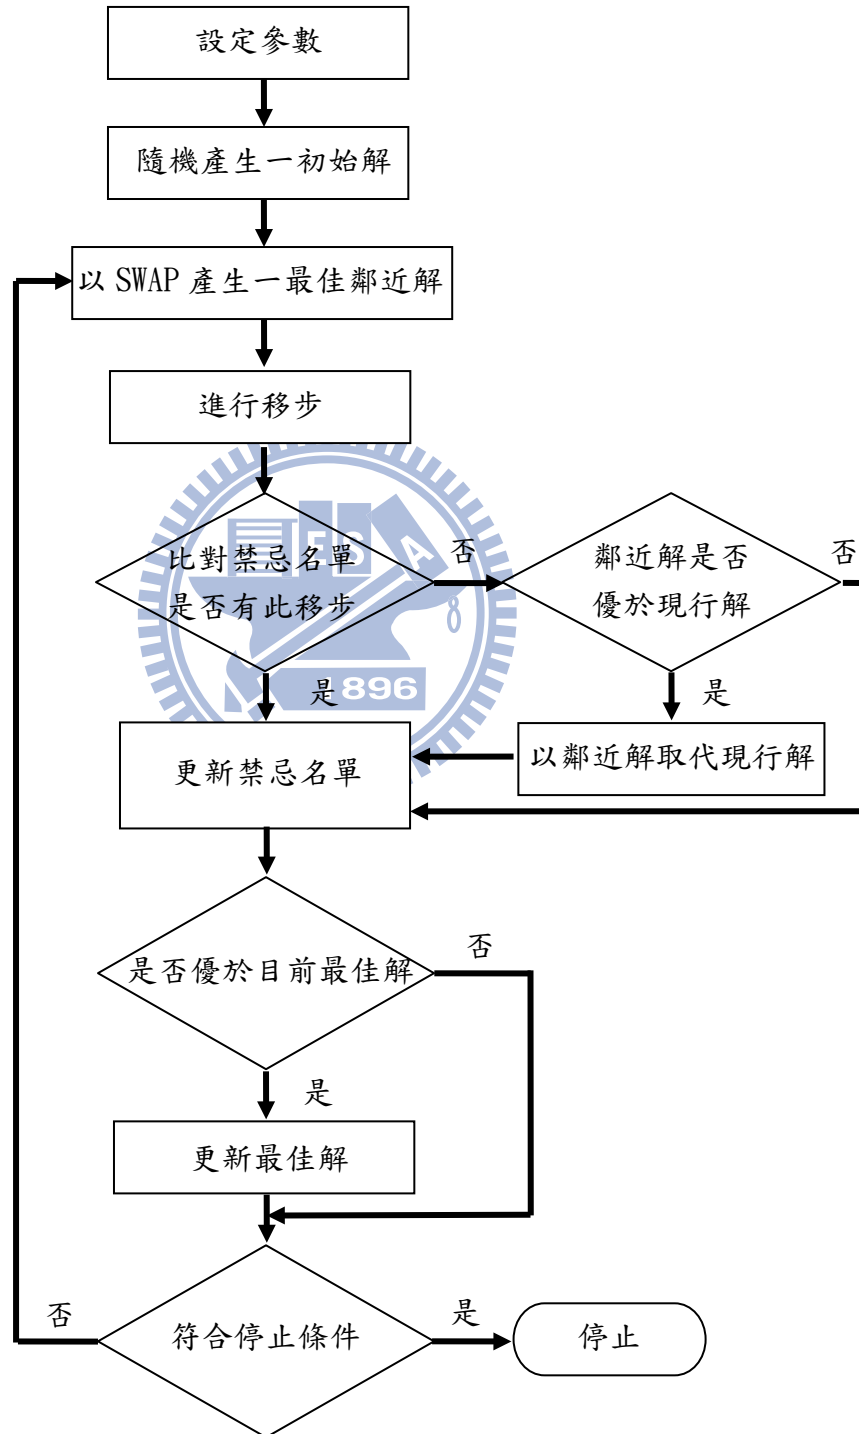 設定參數
隨機產生一初始解
以 SWAP 產生一最佳鄰近解
進行移步
比對禁忌名單
是否有此移步
否
鄰近解是否
優於現行解
否
ES
A
1896
是
是
更新禁忌名單
以鄰近解取代現行解
是否優於目前最佳解
否
是
更新最佳解
否
符合停止條件
是
停止